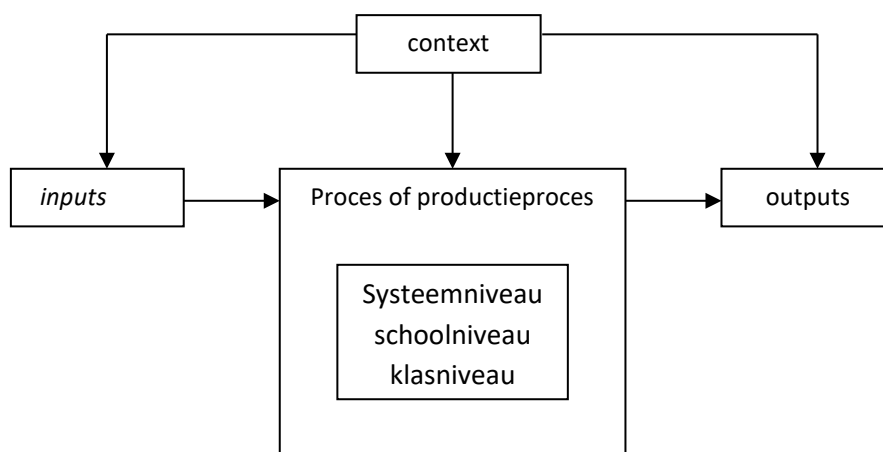 context
inputs
Proces of productieproces
outputs
Systeemniveau
schoolniveau
klasniveau